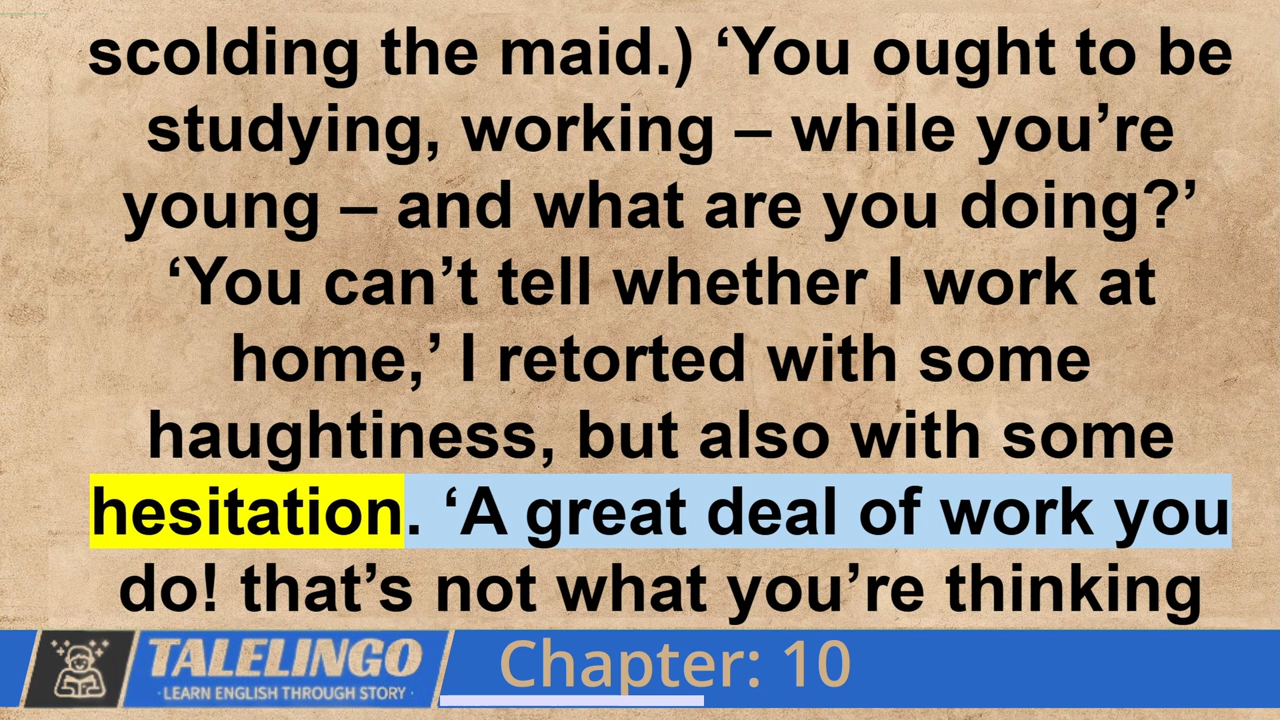 scolding the maid.) ‘You ought to be
studying, working – while you’re
young – and what are you doing?’
‘You can’t tell whether I work at
home,’ I retorted with some
haughtiness, but also with some
hesitation. ‘A great deal of work you
do! that’s not what you’re thinking
TALELINGO
· LEARN ENGLISH THROUGH STORY ·
Chapter: 10